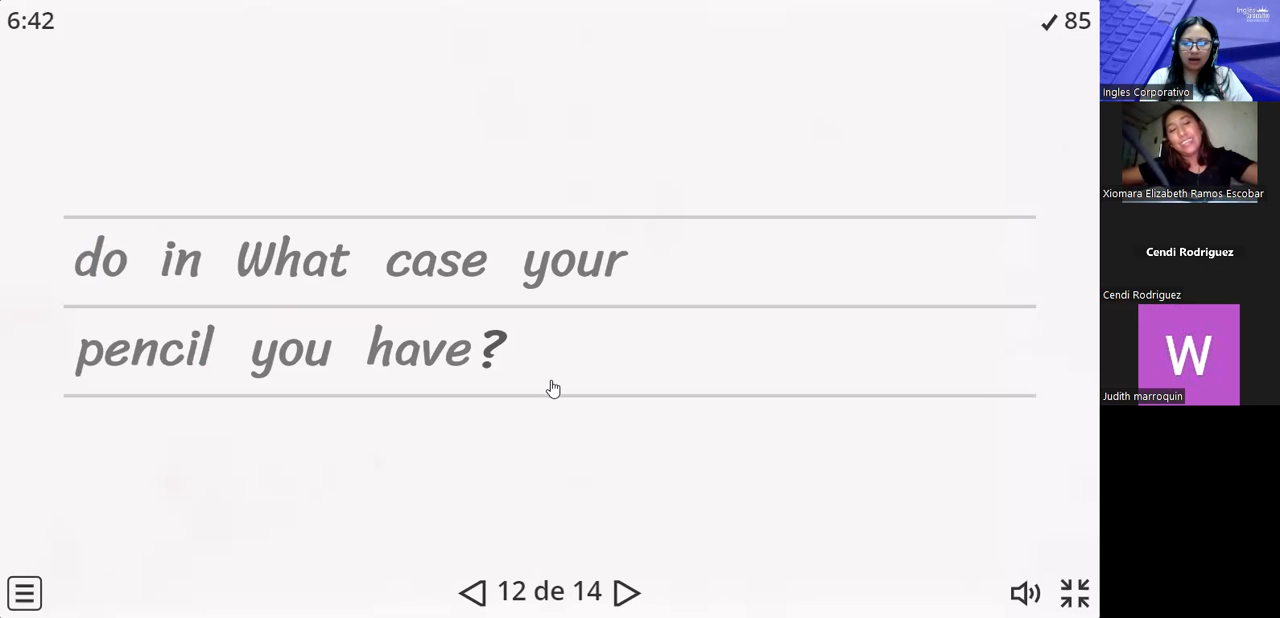 6:42
✓ 85
do in What case your
pencil you have?
12 de 14
Ingles Corporativo
Xiomara Elizabeth Ramos Escobar
Cendi Rodriguez
Cendi Rodriguez
W
Judith marroquin